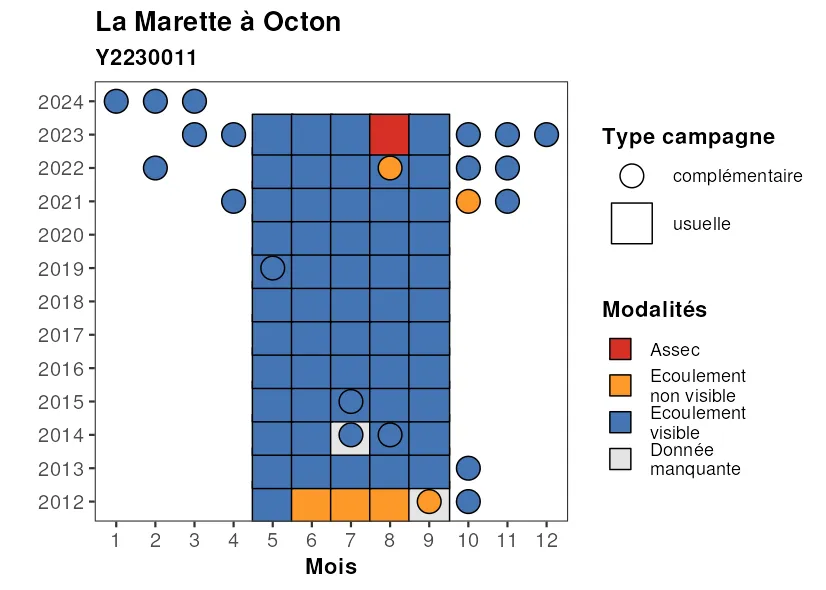 La Marette à Octon
Y2230011
2024
2023
2022
2021
2020
2019
2018
2017
2016
2015
2014
2013
2012
1 2 3 4 5 6 7 8 9 10 11 12
Mois
Type campagne
complémentaire
usuelle
Modalités
Assec
Ecoulement
non visible
Ecoulement
visible
Donnée
manquante